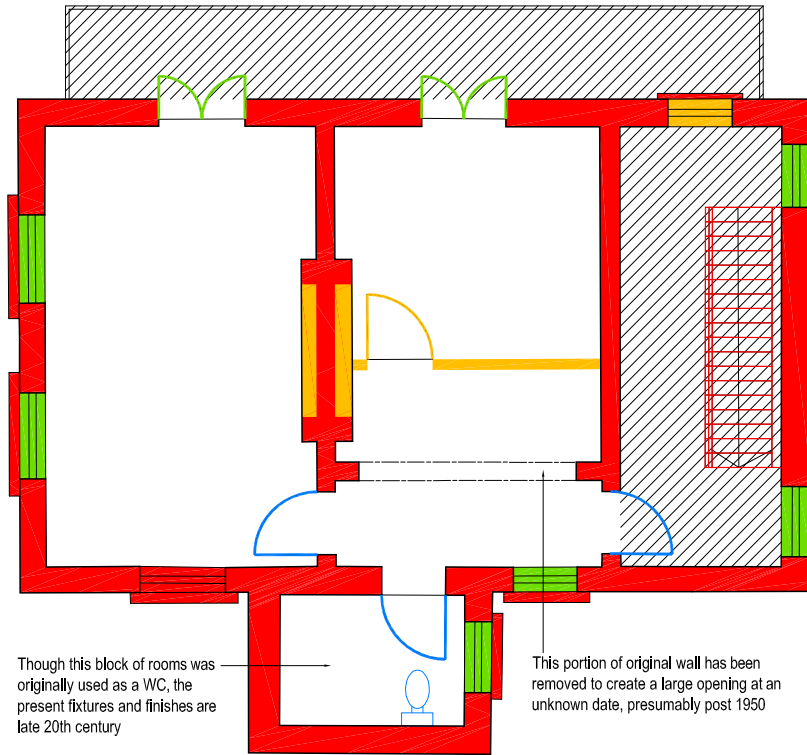 Though this block of rooms was
originally used as a WC, the
present fixtures and finishes are
late 20th century
This portion of original wall has been
removed to create a large opening at an
unknown date, presumably post 1950